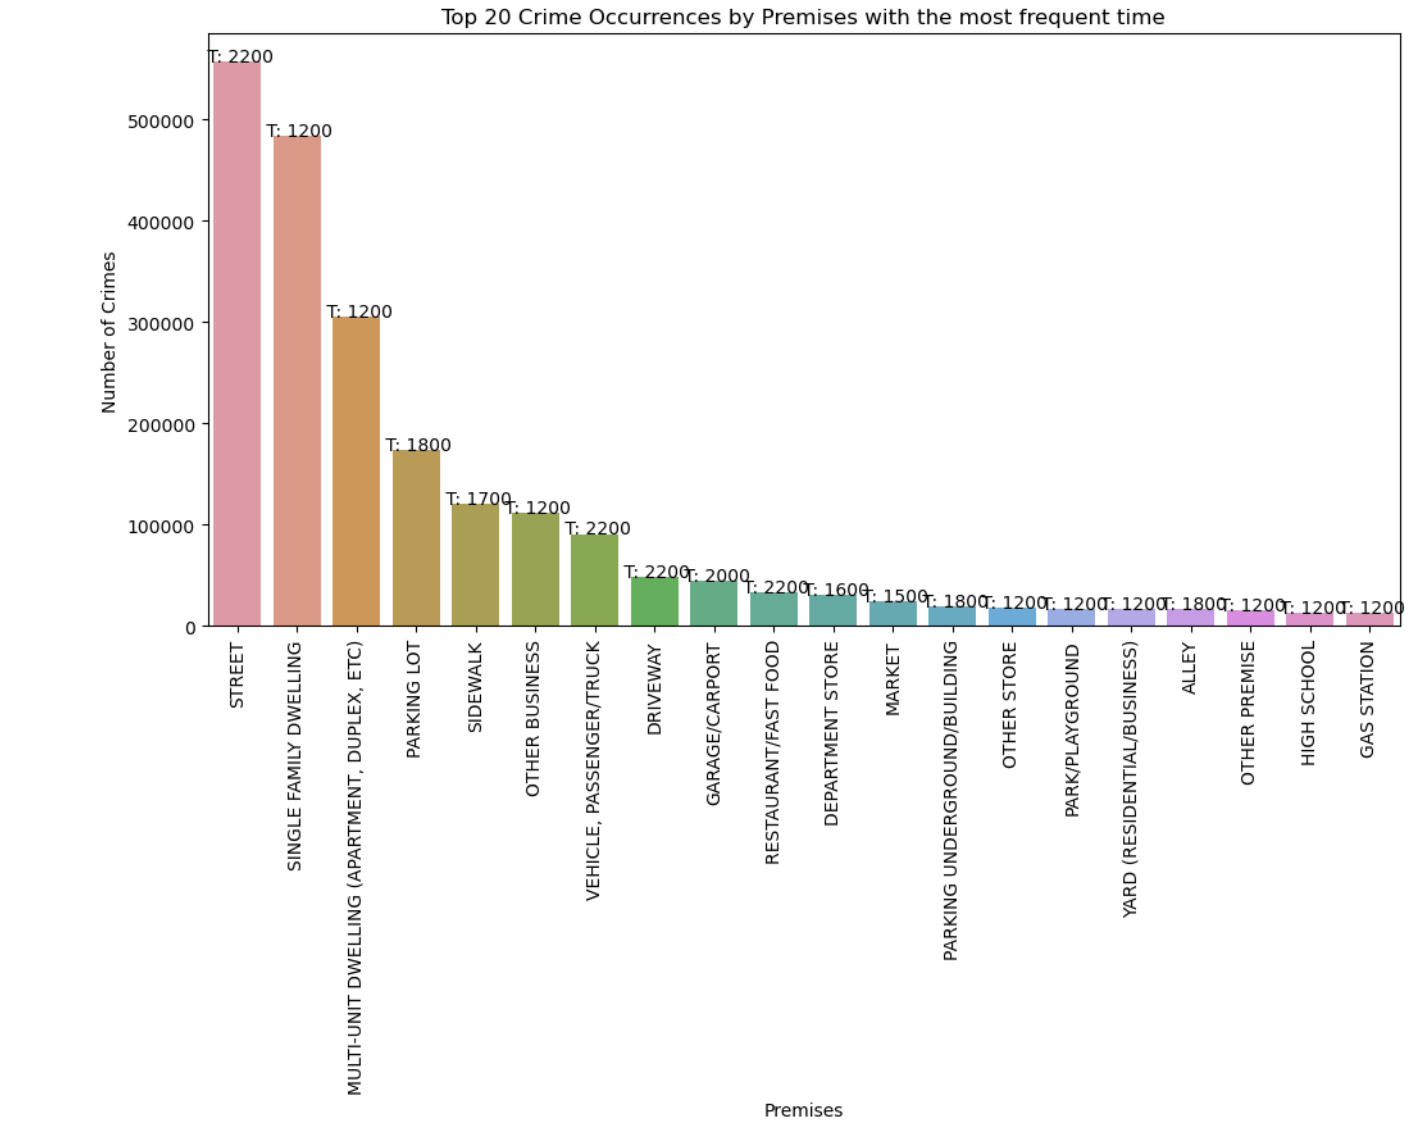 Top 20 Crime Occurrences by Premises with the most frequent time
Number of Crimes
500000
400000
300000
200000
100000
0
T: 2200
T: 1200
T: 1200
T: 1800
T: 1700
T: 1200
T: 2200
T: 2200
T: 2000
T: 2200
T: 1600
T: 1500
T: 1800
T: 1200
T: 1200
T: 1200
T: 1800
T: 1200
T: 1200
T: 1200
STREET
SINGLE FAMILY DWELLING
MULTI-UNIT DWELLING (APARTMENT, DUPLEX, ETC)
PARKING LOT
SIDEWALK
OTHER BUSINESS
VEHICLE, PASSENGER/TRUCK
DRIVEWAY
GARAGE/CARPORT
RESTAURANT/FAST FOOD
DEPARTMENT STORE
MARKET
PARKING UNDERGROUND/BUILDING
OTHER STORE
PARK/PLAYGROUND
YARD (RESIDENTIAL/BUSINESS)
ALLEY
OTHER PREMISE
HIGH SCHOOL
GAS STATION
Premises